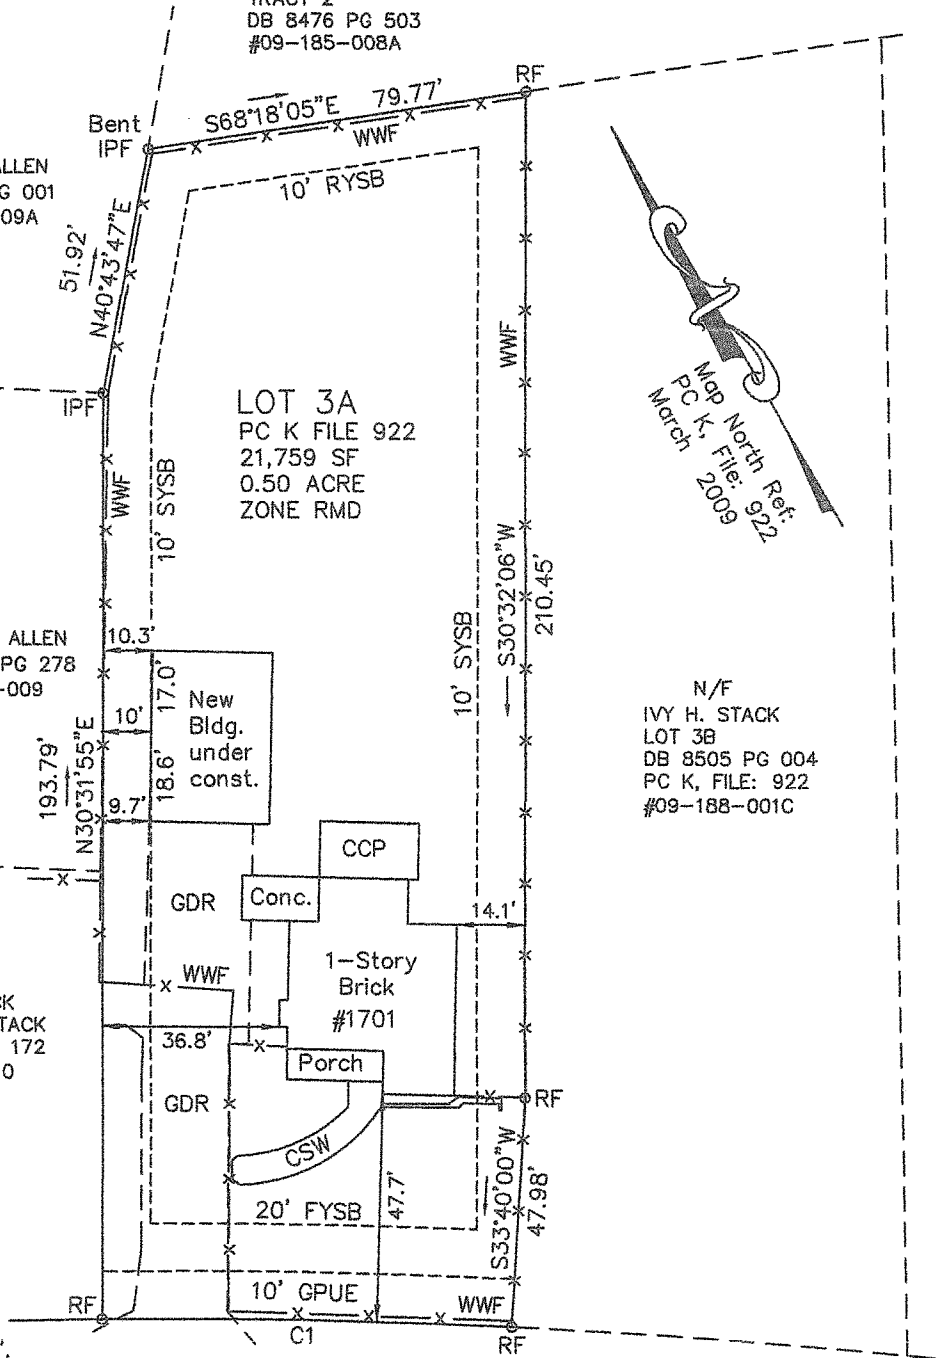 TRACT 2
DB 8476 PG 503
#09-185-008A
RF
S68°18'05"E 79.77'
WWF
Bent
IPF
10' RYSB
ALLEN
G 001
09A
51.92'
N40°43'47"E
IPF
WWF
10' SYSB
LOT 3A
PC K FILE 922
21,759 SF
0.50 ACRE
ZONE RMD
WWF
Map North Ref:
PC K, File: 922
March 2009
S30°32'06"W
210.45'
10' SYSB
ALLEN
PG 278
-009
10.3'
17.0'
10'
18.6'
9.7'
New
Bldg.
under
const.
193.79'
N30°31'55"E
N/F
IVY H. STACK
LOT 3B
DB 8505 PG 004
PC K, FILE: 922
#09-188-001C
CCP
Conc.
GDR
14.1'
1-Story
Brick
#1701
WWF
CK
TACK
172
0
36.8'
Porch
GDR
RF
CSW
47.7'
S33°40'00"W
47.98'
20' FYSB
10' GPUE
WWF
RF
C1
RF